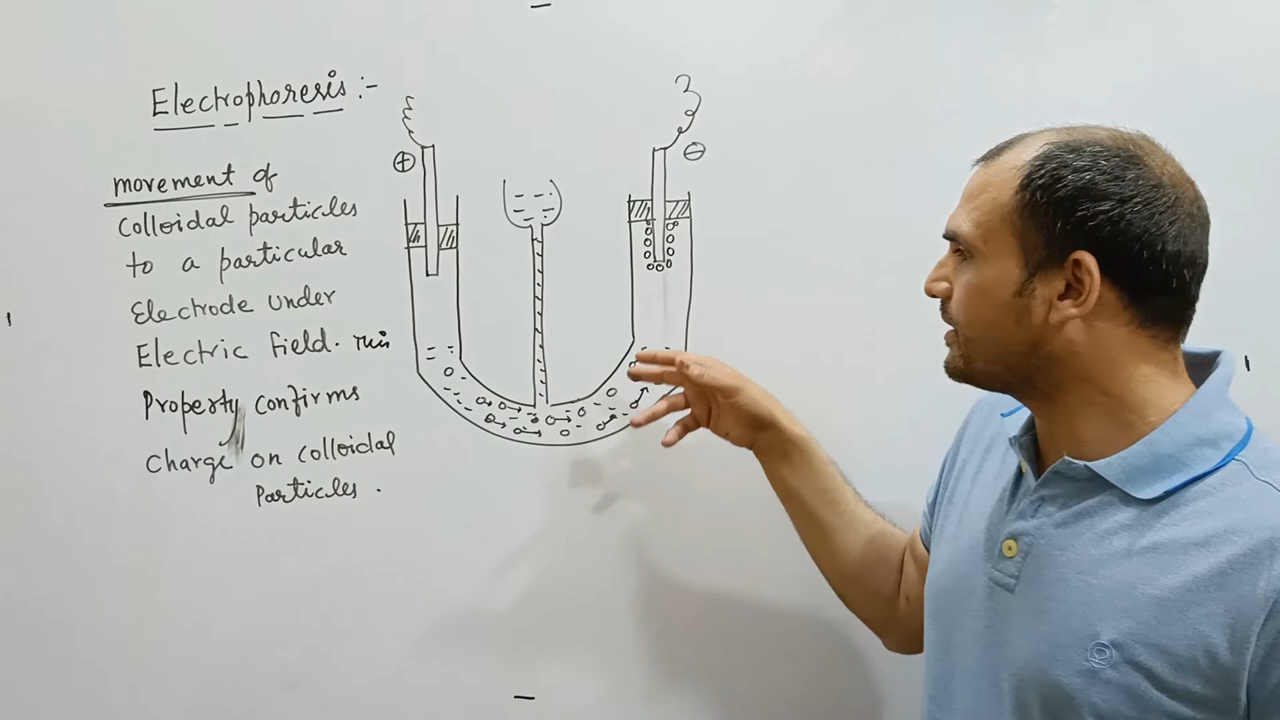 Electrophoresis :-
movement of
Colloidal particles
to a particular
Electrode under
Electric field. This
Property confirms
Charge on colloidal
Particles .
+
-